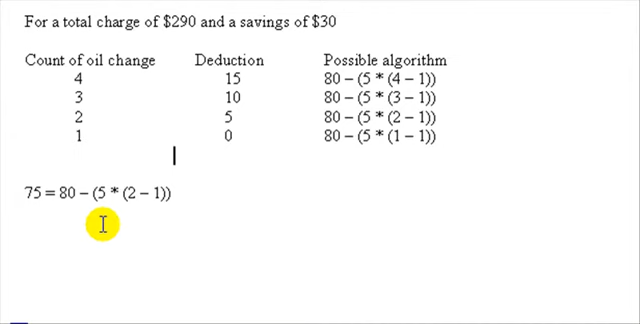 For a total charge of $290 and a savings of $30
Count of oil change Deduction Possible algorithm
4 15 80 – (5 * (4 – 1))
3 10 80 – (5 * (3 – 1))
2 5 80 – (5 * (2 – 1))
1 0 80 – (5 * (1 – 1))
75 = 80 – (5 * (2 – 1))